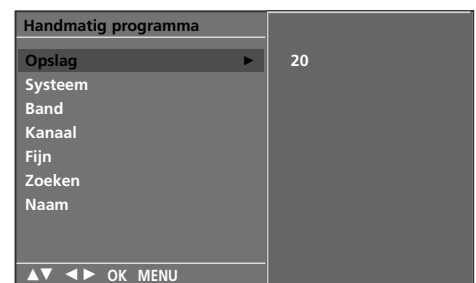 Handmatig programma
Opslag ► 20
Systeem
Band
Kanaal
Fijn
Zoeken
Naam
▲▼ ◄► OK MENU